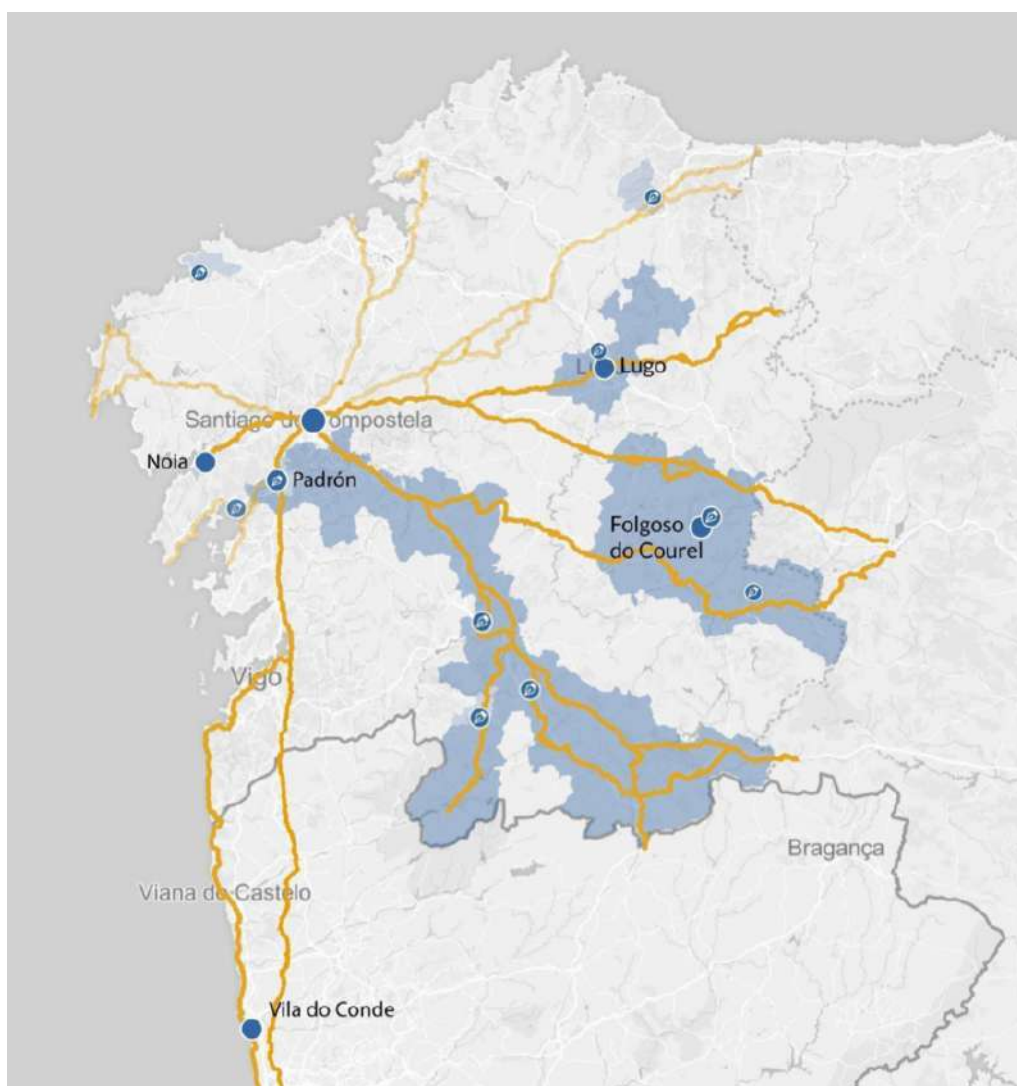 Lugo
Santiago de Compostela
Noia
Padrón
Folgoso
do Courel
Vigo
Bragança
Viana do Castelo
Vila do Conde